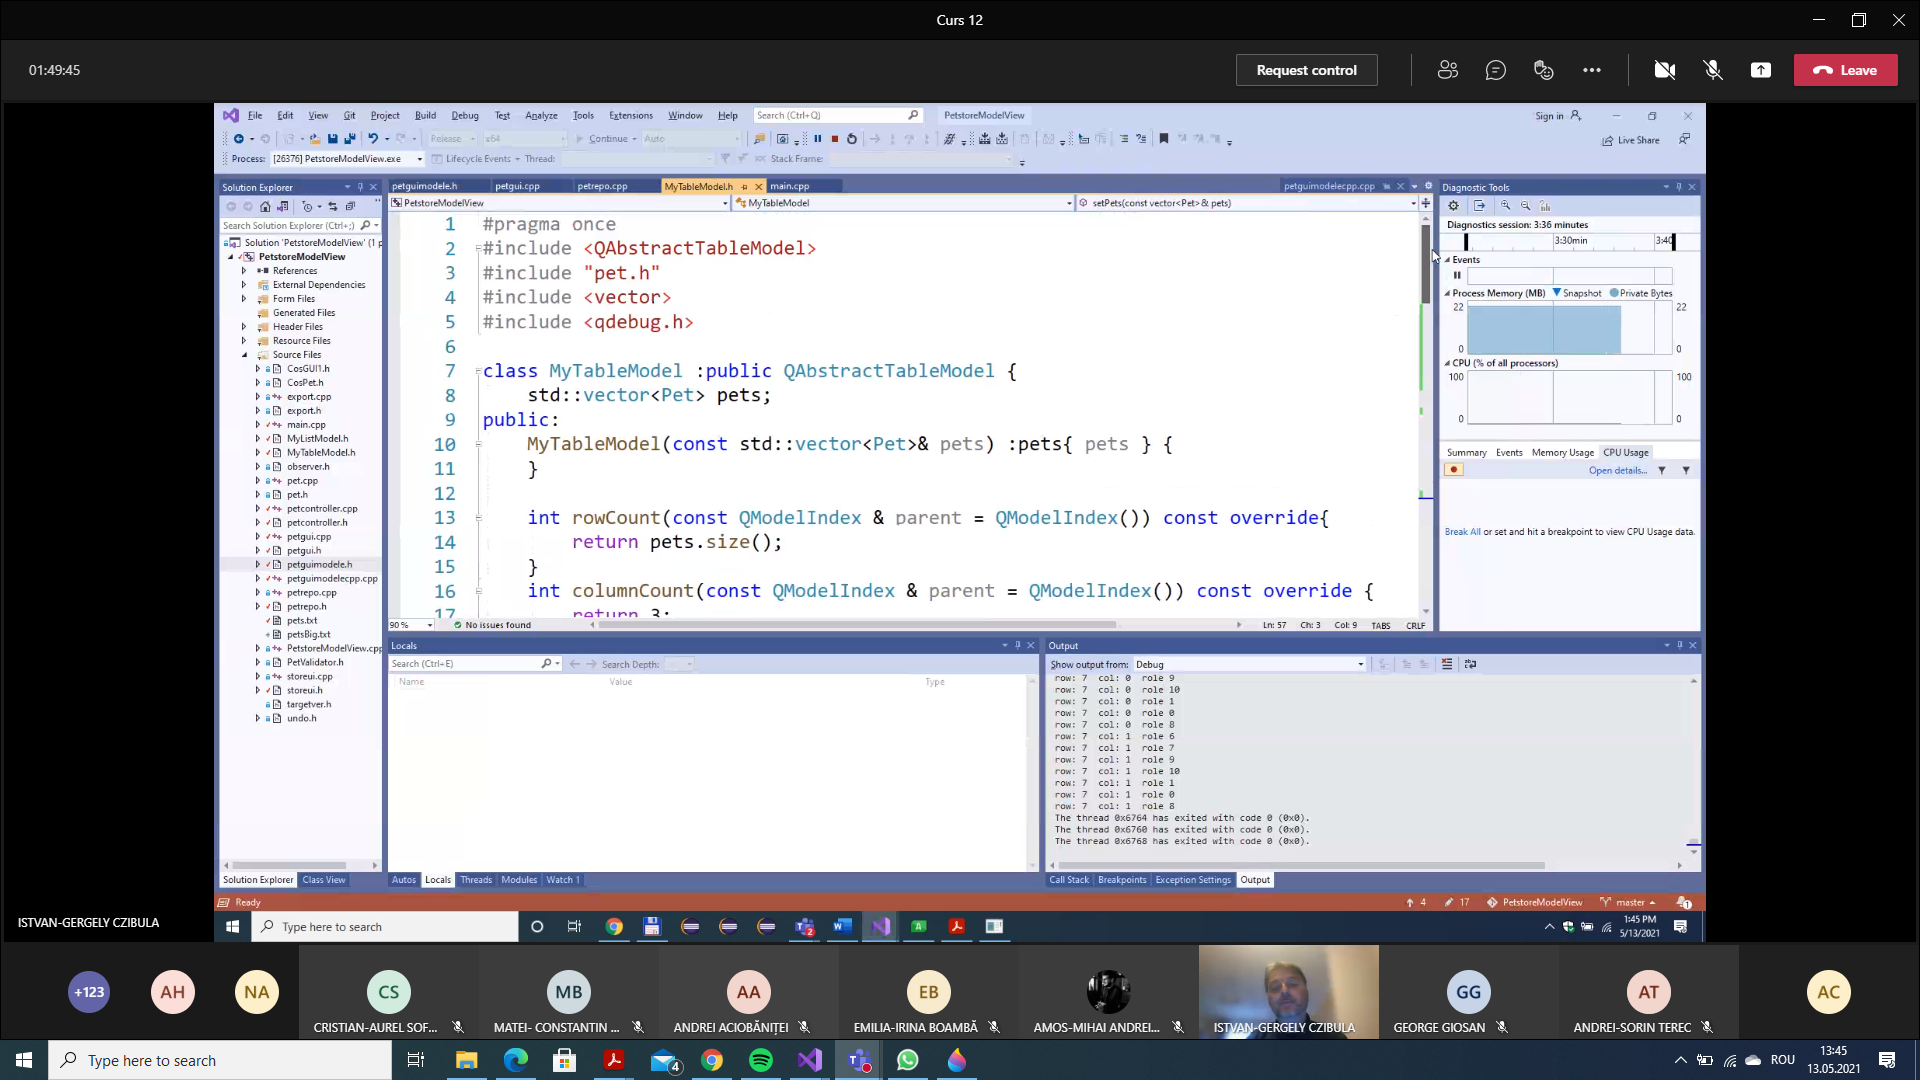 Curs 12
01:49:45
Request control
Leave
File Edit View Git Project Build Debug Test Analyze Tools Extensions Window Help Search (Ctrl+Q) PetstoreModelView Sign in
Release x64 Continue Auto Live Share
Process: [26376] PetstoreModelView.exe Lifecycle Events Thread: Stack Frame:
Solution Explorer
Search Solution Explorer (Ctrl+;)
Solution 'PetstoreModelView' (1 p
PetstoreModelView
References
External Dependencies
Form Files
Generated Files
Header Files
Resource Files
Source Files
CosGUI1.h
CosPet.h
export.cpp
export.h
main.cpp
MyListModel.h
MyTableModel.h
observer.h
pet.cpp
pet.h
petcontroller.cpp
petcontroller.h
petgui.cpp
petgui.h
petguimodele.h
petguimodelecpp.cpp
petrepo.cpp
petrepo.h
pets.txt
petsBig.txt
PetstoreModelView.cpp
PetValidator.h
storeui.cpp
storeui.h
targetver.h
undo.h
Solution Explorer Class View
petguimodele.h petgui.cpp petrepo.cpp MyTableModel.h main.cpp petguimodelecpp.cpp
PetstoreModelView MyTableModel setPets(const vector<Pet>& pets)
1 #pragma once
2 #include <QAbstractTableModel>
3 #include "pet.h"
4 #include <vector>
5 #include <qdebug.h>
6
7 class MyTableModel :public QAbstractTableModel {
8 std::vector<Pet> pets;
9 public:
10 MyTableModel(const std::vector<Pet>& pets) :pets{ pets } {
11 }
12
13 int rowCount(const QModelIndex & parent = QModelIndex()) const override{
14 return pets.size();
15 }
16 int columnCount(const QModelIndex & parent = QModelIndex()) const override {
17 return 3;
90 % No issues found Ln: 57 Ch: 3 Col: 9 TABS CRLF
Diagnostic Tools
Diagnostics session: 3:36 minutes
3:30min 3:40
Events
Process Memory (MB) Snapshot Private Bytes
22 22
0 0
CPU (% of all processors)
100 100
0 0
Summary Events Memory Usage CPU Usage
Open details...
Break All or set and hit a breakpoint to view CPU Usage data.
Locals
Search (Ctrl+E) Search Depth:
Name Value Type
Autos Locals Threads Modules Watch 1
Output
Show output from: Debug
row: 7 col: 0 role 9
row: 7 col: 0 role 10
row: 7 col: 0 role 1
row: 7 col: 0 role 0
row: 7 col: 0 role 8
row: 7 col: 1 role 6
row: 7 col: 1 role 7
row: 7 col: 1 role 9
row: 7 col: 1 role 10
row: 7 col: 1 role 1
row: 7 col: 1 role 0
row: 7 col: 1 role 8
The thread 0x6764 has exited with code 0 (0x0).
The thread 0x6760 has exited with code 0 (0x0).
The thread 0x6768 has exited with code 0 (0x0).
Call Stack Breakpoints Exception Settings Output
Ready 4 17 PetstoreModelView master 1
Type here to search 2 1:45 PM
5/13/2021
ISTVAN-GERGELY CZIBULA
+123 AH NA CS MB AA EB GG AT AC
CRISTIAN-AUREL SOF... MATEI- CONSTANTIN ... ANDREI ACIOBĂNIȚEI EMILIA-IRINA BOAMBĂ AMOS-MIHAI ANDREI... ISTVAN-GERGELY CZIBULA GEORGE GIOSAN ANDREI-SORIN TEREC
Type here to search 4 ROU 13:45
13.05.2021